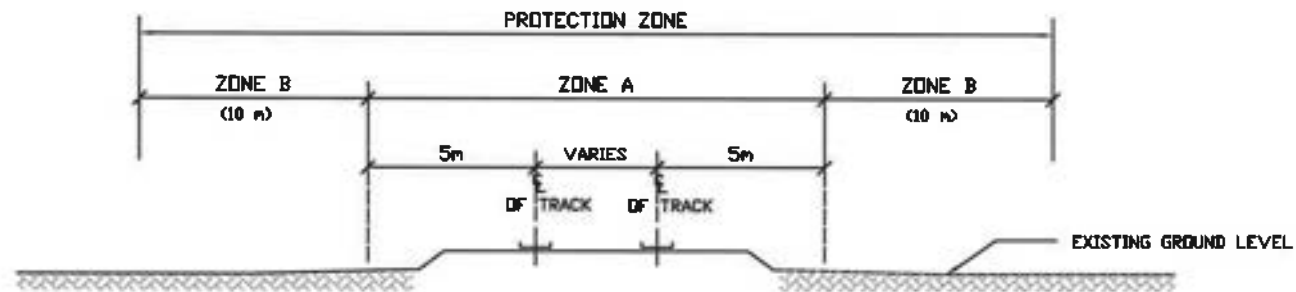 PROTECTION ZONE
ZONE B
(10 m)
ZONE A
ZONE B
(10 m)
5m
VARIES
5m
℄
OF TRACK
℄
OF TRACK
EXISTING GROUND LEVEL